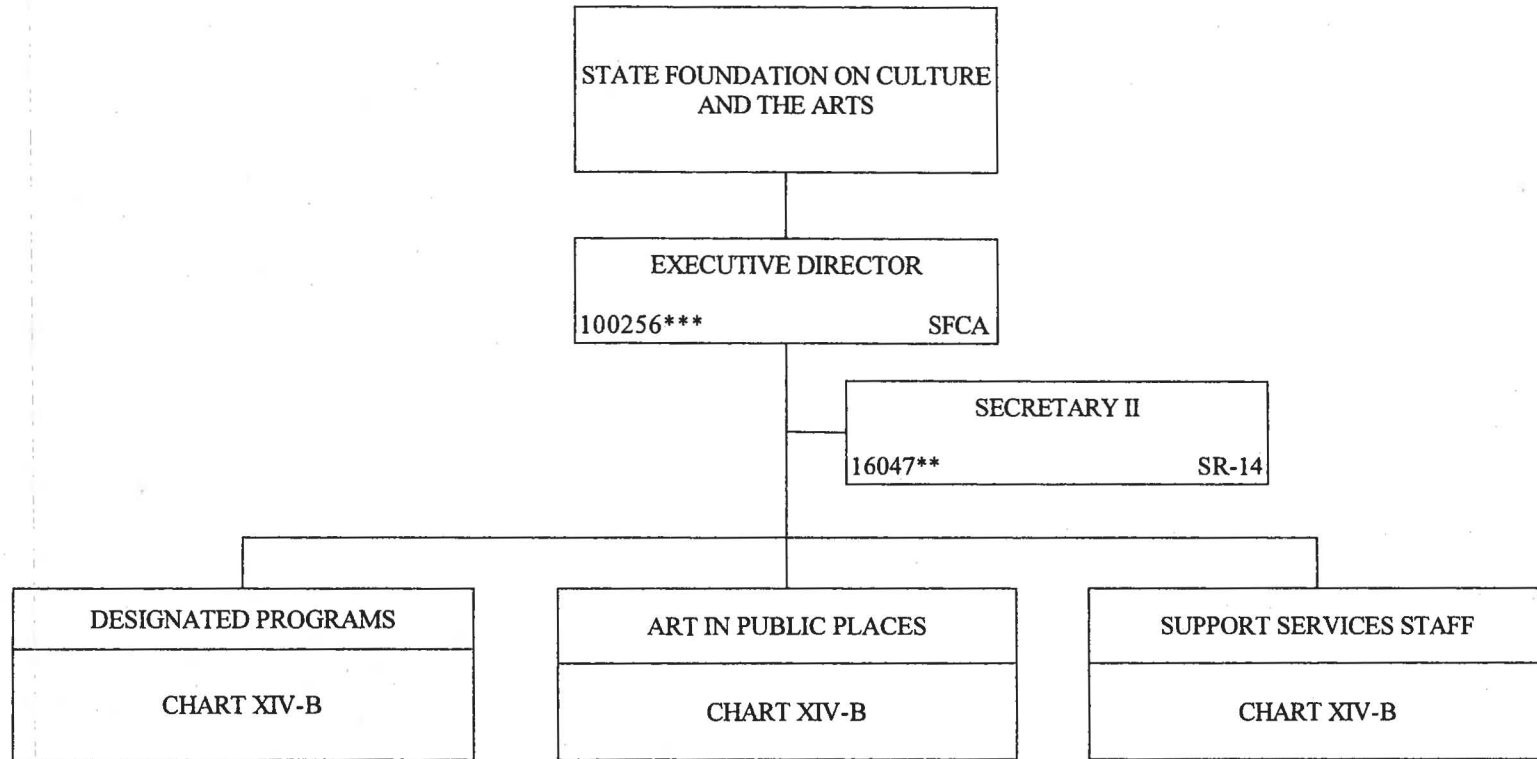 STATE FOUNDATION ON CULTURE
AND THE ARTS
EXECUTIVE DIRECTOR
100256*** SFCA
SECRETARY II
16047** SR-14
DESIGNATED PROGRAMS
CHART XIV-B
ART IN PUBLIC PLACES
CHART XIV-B
SUPPORT SERVICES STAFF
CHART XIV-B